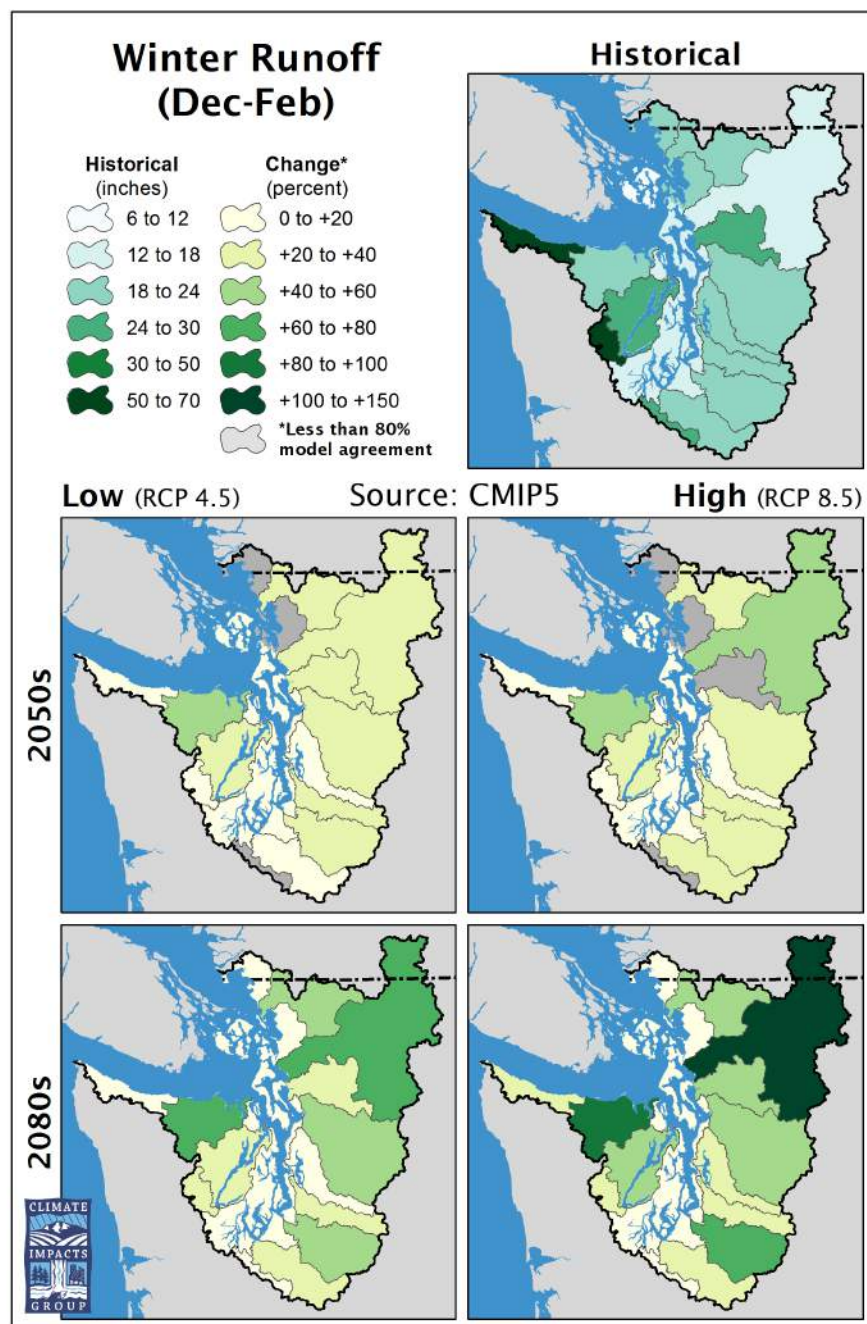 Winter Runoff
(Dec-Feb)
Historical
Historical
(inches)
Change*
(percent)
6 to 12
0 to +20
12 to 18
+20 to +40
18 to 24
+40 to +60
24 to 30
+60 to +80
30 to 50
+80 to +100
50 to 70
+100 to +150
*Less than 80%
model agreement
Low (RCP 4.5)
Source: CMIP5
High (RCP 8.5)
2050s
2080s
CLIMATE
IMPACTS
GROUP